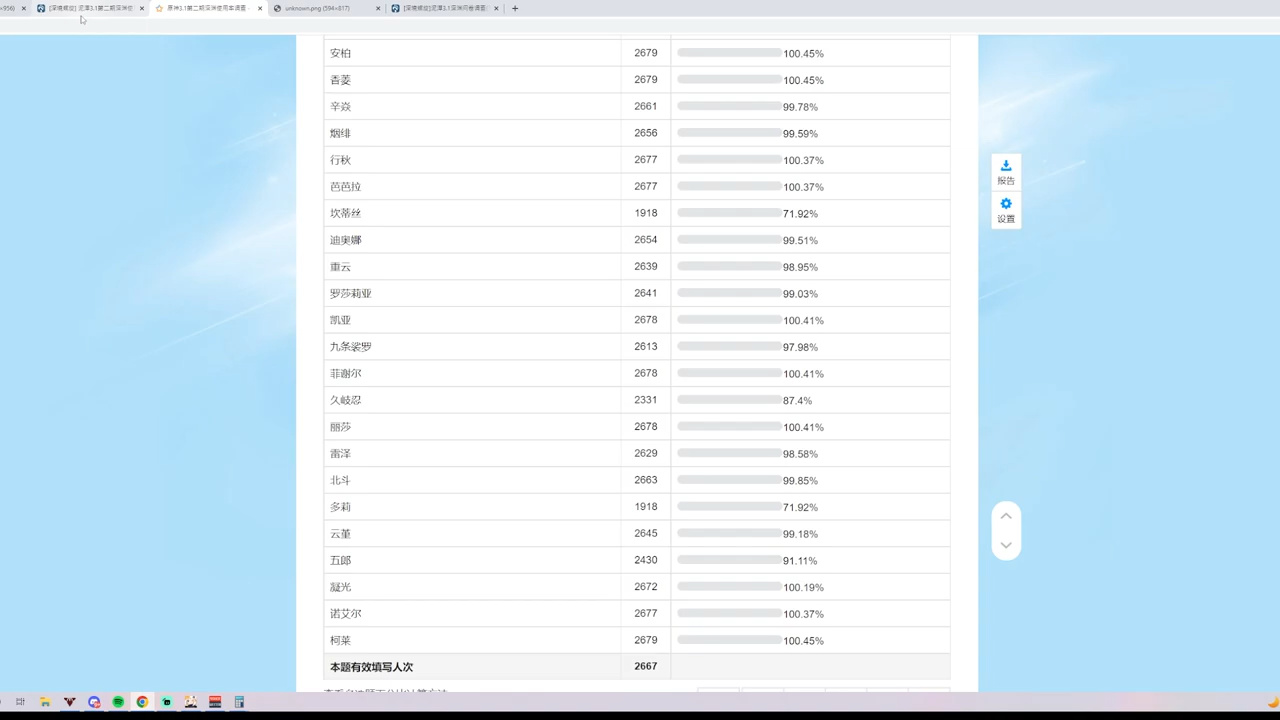 ×956)
unknown.png (594×817)
安柏 2679 100.45%
香菱 2679 100.45%
辛焱 2661 99.78%
烟绯 2656 99.59%
行秋 2677 100.37%
芭芭拉 2677 100.37%
坎蒂丝 1918 71.92%
迪奥娜 2654 99.51%
重云 2639 98.95%
罗莎莉亚 2641 99.03%
凯亚 2678 100.41%
九条裟罗 2613 97.98%
菲谢尔 2678 100.41%
久岐忍 2331 87.4%
丽莎 2678 100.41%
雷泽 2629 98.58%
北斗 2663 99.85%
多莉 1918 71.92%
云堇 2645 99.18%
五郎 2430 91.11%
凝光 2672 100.19%
诺艾尔 2677 100.37%
柯莱 2679 100.45%
本题有效填写人次 2667
报告
设置